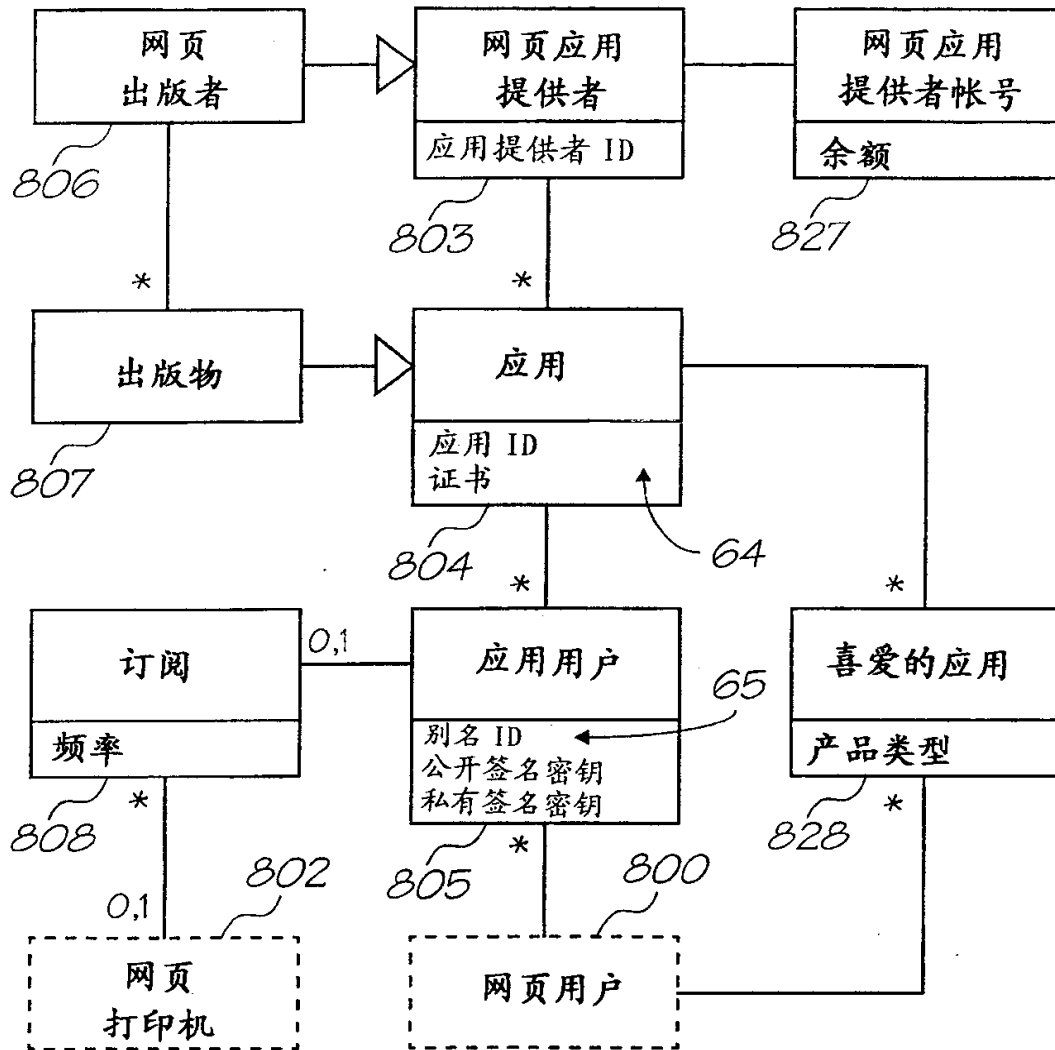 网页
出版者
网页应用
提供者
应用提供者 ID
网页应用
提供者帐号
余额
806
803
827
*
*
出版物
应用
应用 ID
证书
807
804
64
*
*
订阅
频率
0,1
应用用户
别名 ID
公开签名密钥
私有签名密钥
65
喜爱的应用
产品类型
808
*
802
805
*
800
828
*
0,1
网页
打印机
网页用户